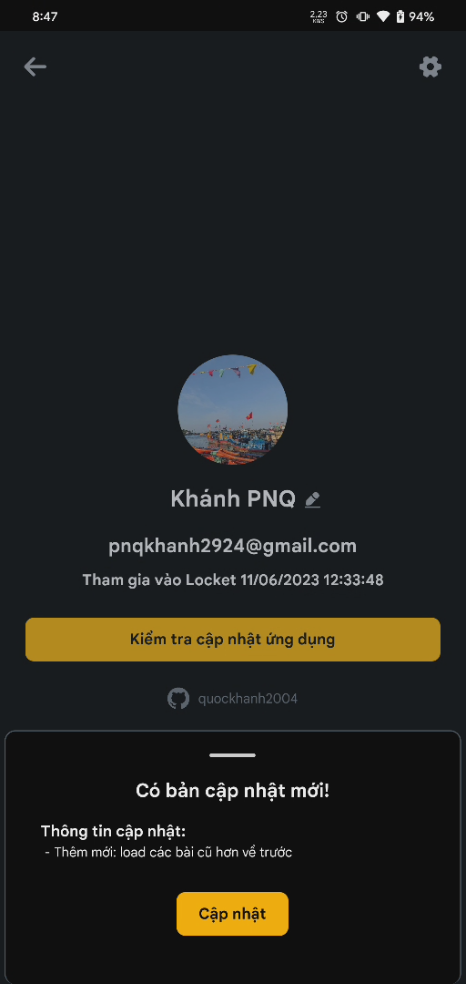 8:47
2.23
KB/S
94%
Khánh PNQ
pnqkhanh2924@gmail.com
Tham gia vào Locket 11/06/2023 12:33:48
Kiểm tra cập nhật ứng dụng
quockhanh2004
Có bản cập nhật mới!
Thông tin cập nhật:
- Thêm mới: load các bài cũ hơn về trước
Cập nhật